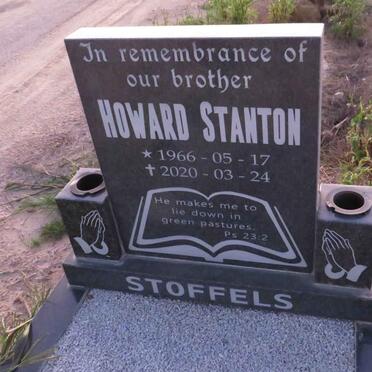 In remembrance of
our brother
HOWARD STANTON
★ 1966 - 05 - 17
✝ 2020 - 03 - 24
He makes me to
lie down in
green pastures.
Ps 23:2
STOFFELS